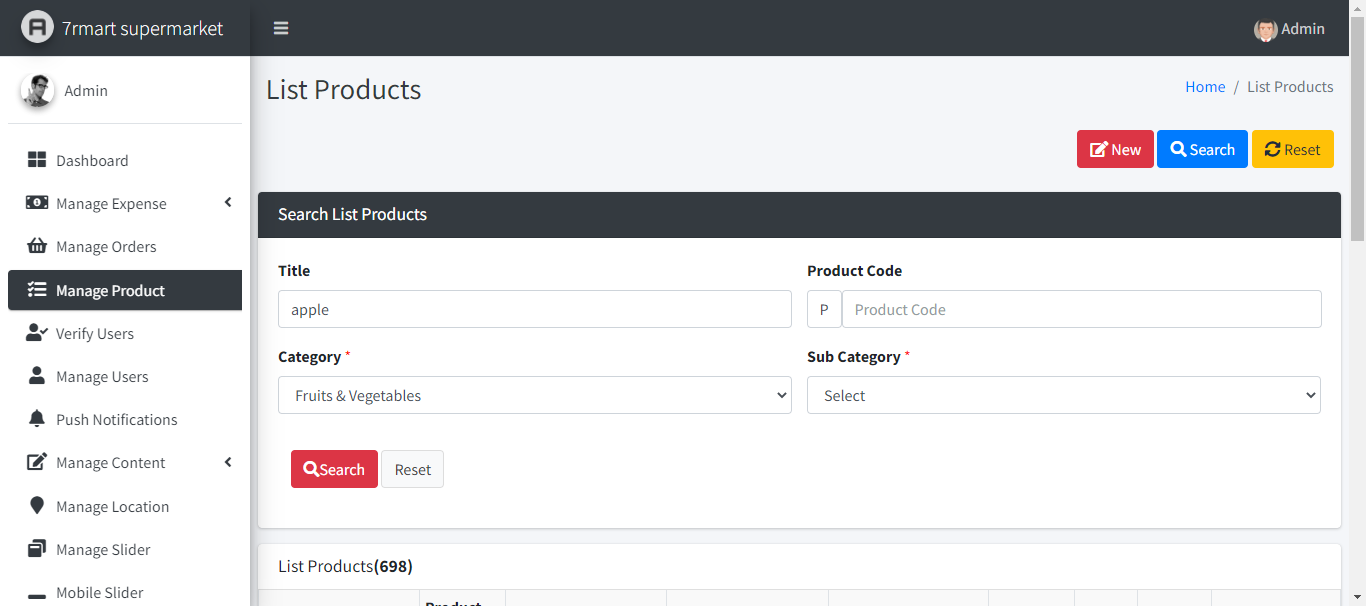 7rmart supermarket
Admin
Admin
List Products
Home / List Products
New Search Reset
Dashboard
Manage Expense
Manage Orders
Manage Product
Verify Users
Manage Users
Push Notifications
Manage Content
Manage Location
Manage Slider
Mobile Slider
Search List Products
Title
Product Code
apple
P Product Code
Category *
Sub Category *
Fruits & Vegetables
Select
Search Reset
List Products(698)
Product